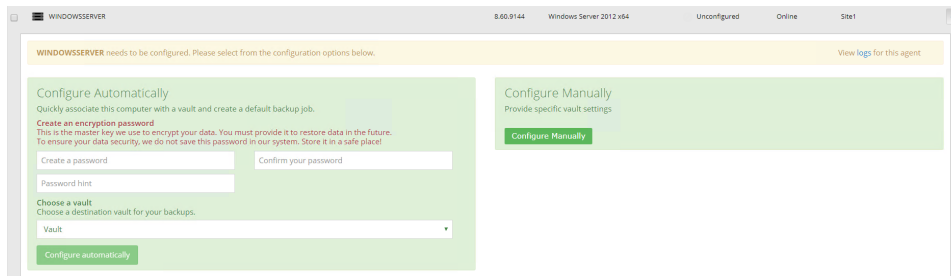 WINDOWSSERVER 8.60.9144 Windows Server 2012 x64 Unconfigured Online Site1
WINDOWSSERVER needs to be configured. Please select from the configuration options below. View logs for this agent
Configure Automatically
Quickly associate this computer with a vault and create a default backup job.
Create an encryption password
This is the master key we use to encrypt your data. You must provide it to restore data in the future.
To ensure your data security, we do not save this password in our system. Store it in a safe place!
Create a password Confirm your password
Password hint
Choose a vault
Choose a destination vault for your backups.
Vault
Configure automatically
Configure Manually
Provide specific vault settings
Configure Manually